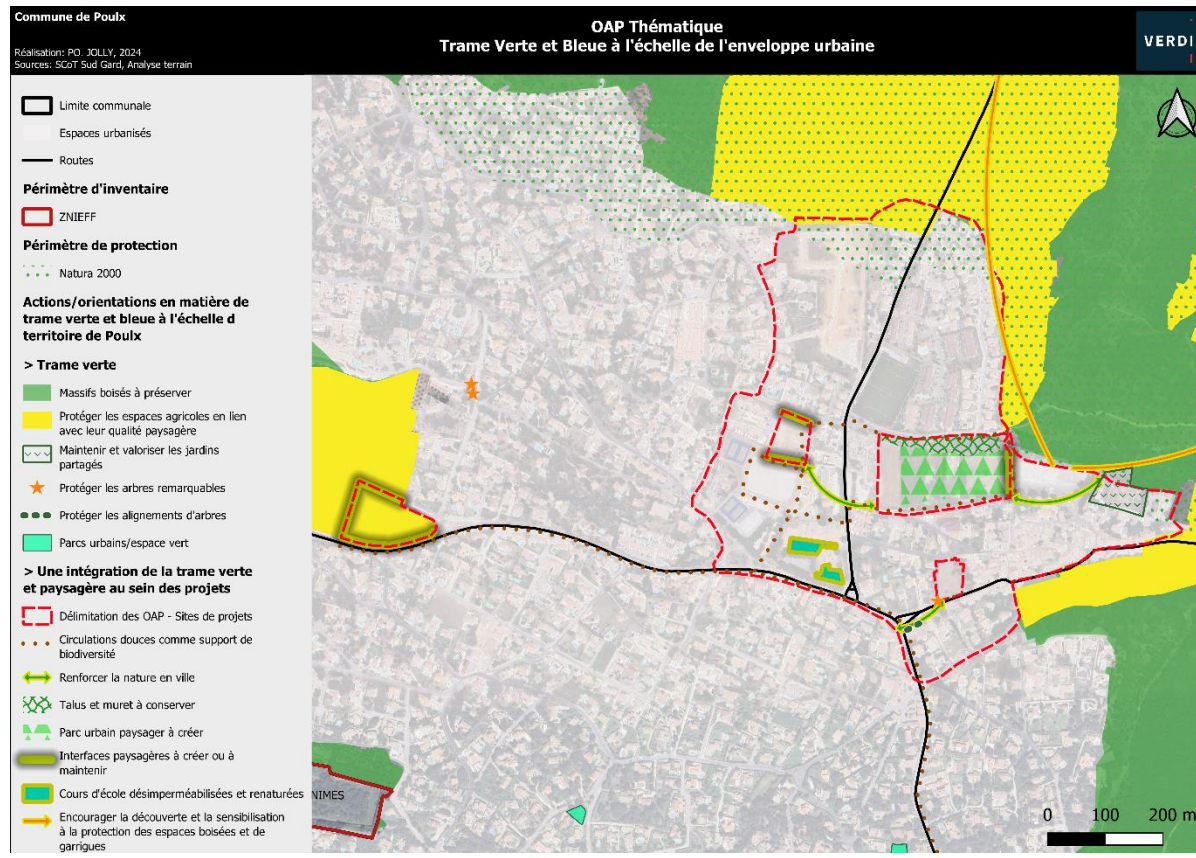 Commune de Poulx
Réalisation: PO. JOLLY, 2024
Sources: SCoT Sud Gard, Analyse terrain
OAP Thématique
Trame Verte et Bleue à l'échelle de l'enveloppe urbaine
VERDI
Limite communale
Espaces urbanisés
Routes
Périmètre d'inventaire
ZNIEFF
Périmètre de protection
Natura 2000
Actions/orientations en matière de
trame verte et bleue à l'échelle d
territoire de Poulx
> Trame verte
Massifs boisés à préserver
Protéger les espaces agricoles en lien
avec leur qualité paysagère
Maintenir et valoriser les jardins
partagés
Protéger les arbres remarquables
Protéger les alignements d'arbres
Parcs urbains/espace vert
> Une intégration de la trame verte
et paysagère au sein des projets
Délimitation des OAP - Sites de projets
Circulations douces comme support de
biodiversité
Renforcer la nature en ville
Talus et muret à conserver
Parc urbain paysager à créer
Interfaces paysagères à créer ou à
maintenir
Cours d'école désimperméabilisées et renaturées
Encourager la découverte et la sensibilisation
à la protection des espaces boisées et de
garrigues
NIMES
0 100 200 m